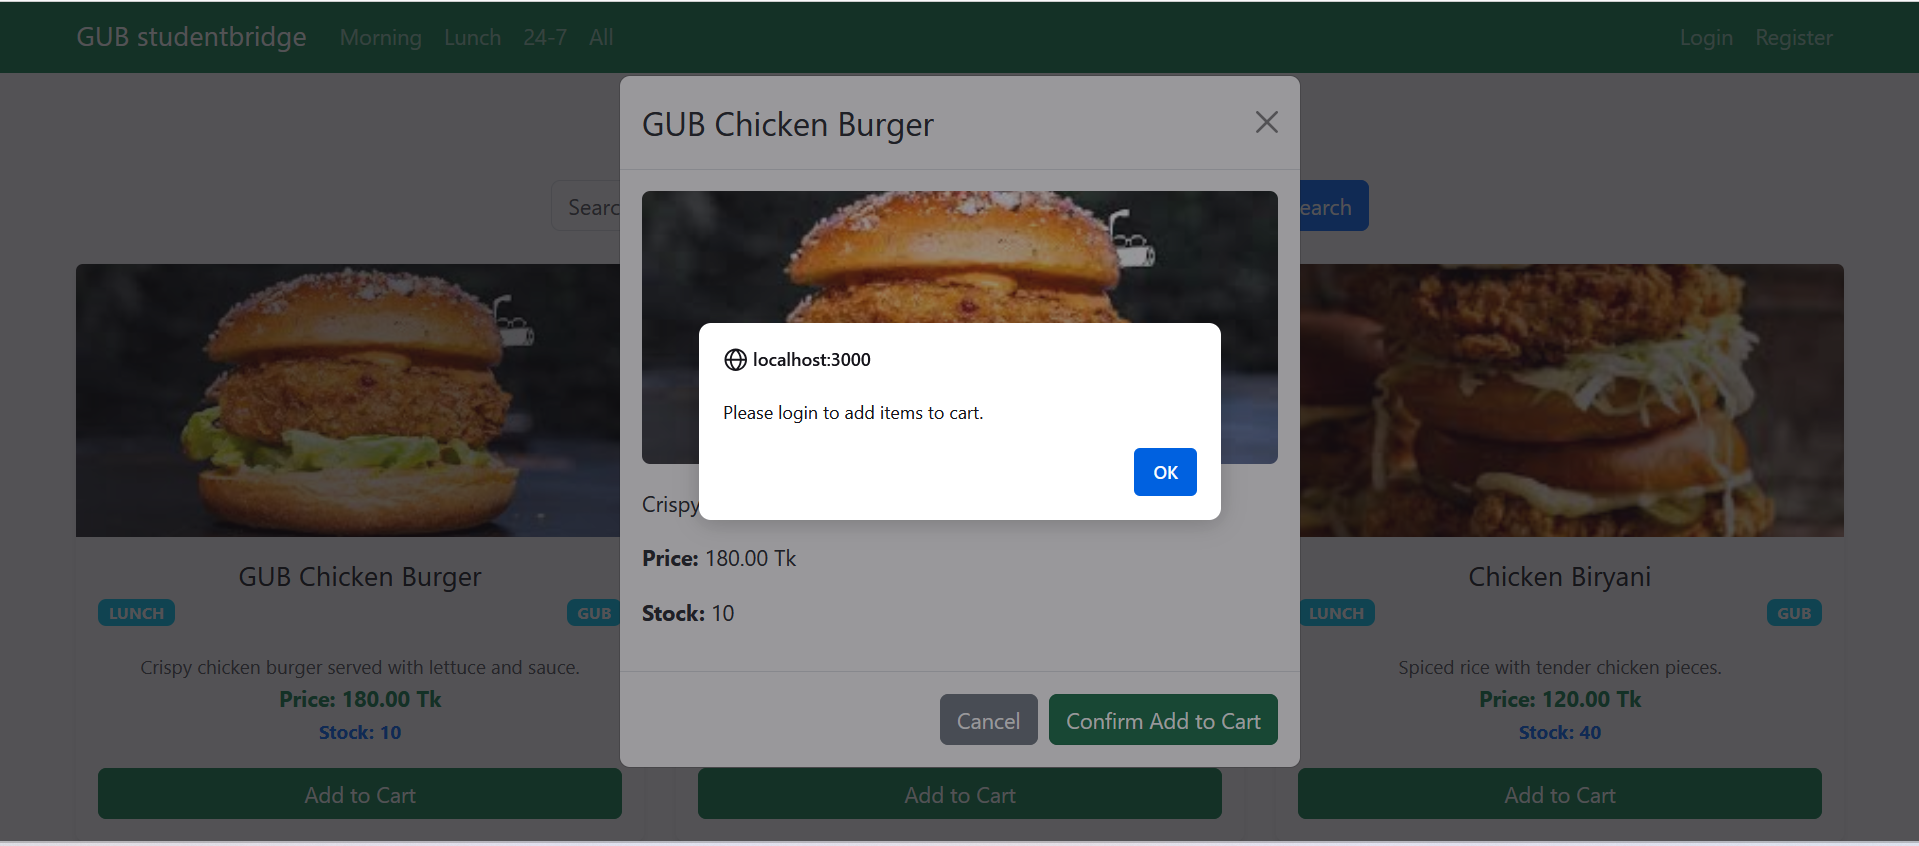 GUB studentbridge Morning Lunch 24-7 All Login Register
GUB Chicken Burger
localhost:3000
Please login to add items to cart.
OK
Crispy
Price: 180.00 Tk
Stock: 10
Cancel Confirm Add to Cart
GUB Chicken Burger
LUNCH GUB
Crispy chicken burger served with lettuce and sauce.
Price: 180.00 Tk
Stock: 10
Add to Cart
Add to Cart
Chicken Biryani
LUNCH GUB
Spiced rice with tender chicken pieces.
Price: 120.00 Tk
Stock: 40
Add to Cart